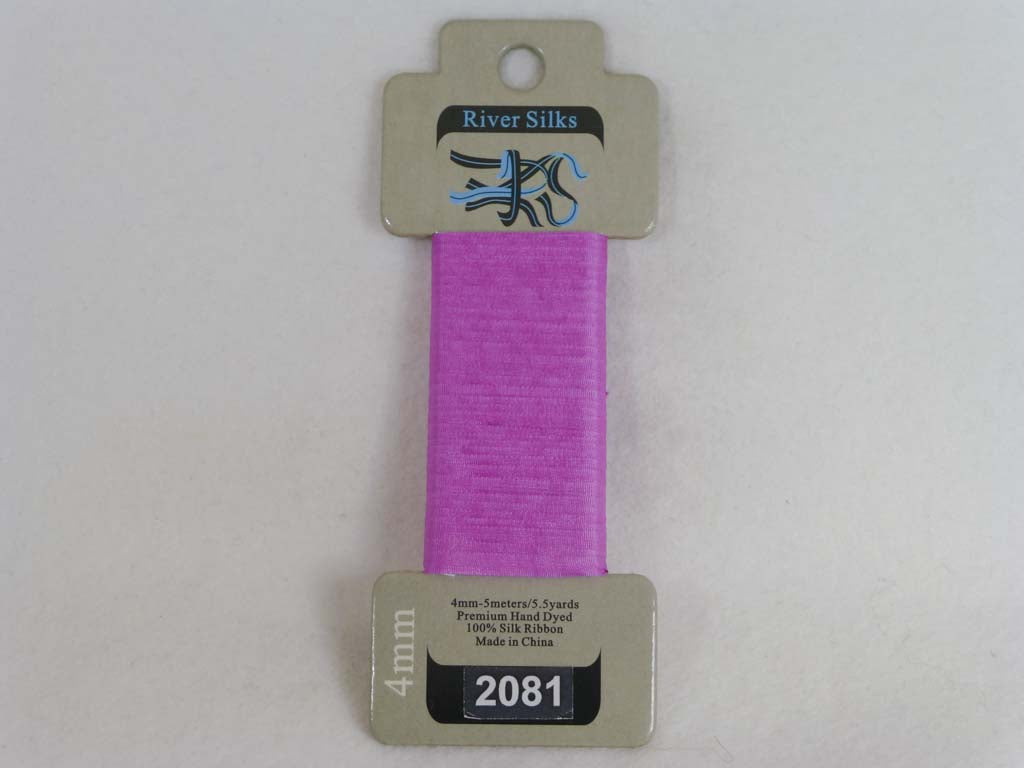 River Silks
4mm-5meters/5.5yards
Premium Hand Dyed
100% Silk Ribbon
Made in China
4mm
2081